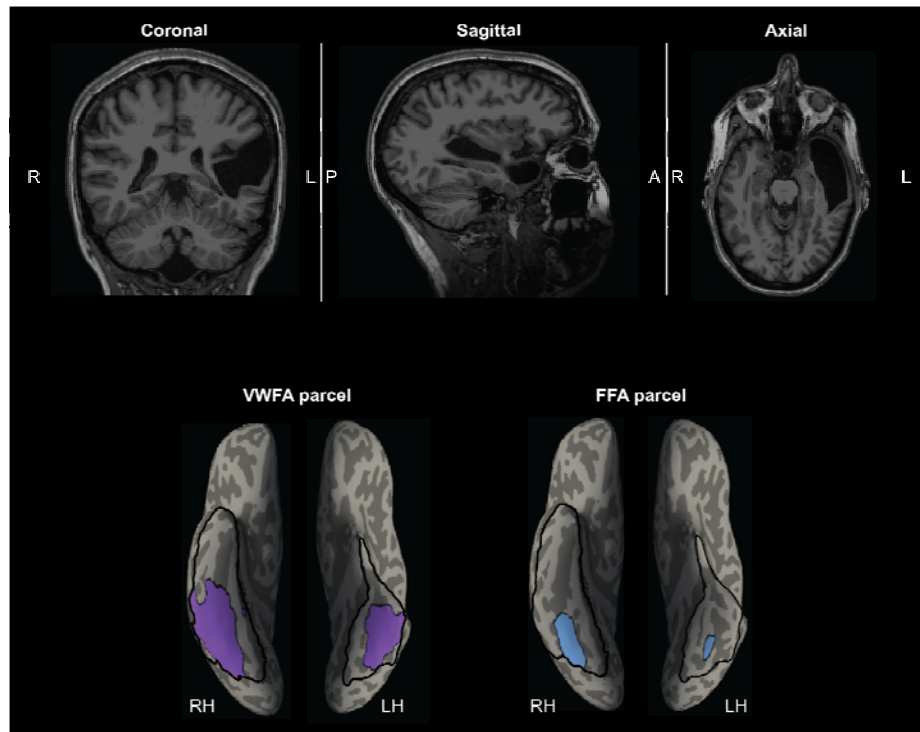 Coronal Sagittal Axial
R L P A R L
VWFA parcel FFA parcel
RH LH RH LH